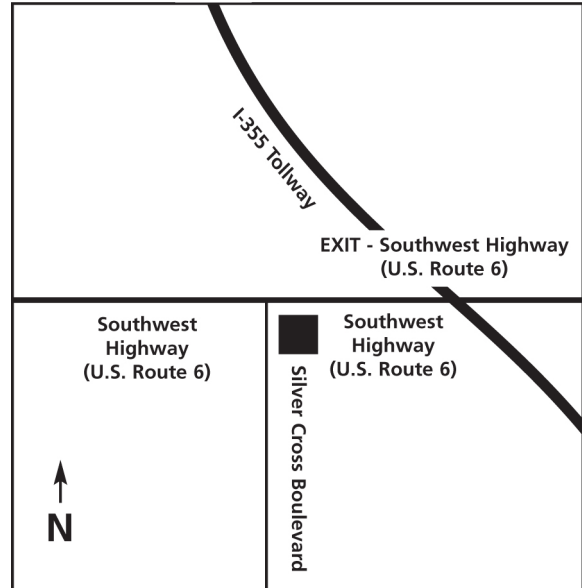 I-355 Tollway
EXIT - Southwest Highway
(U.S. Route 6)
Southwest
Highway
(U.S. Route 6)
Southwest
Highway
(U.S. Route 6)
Silver Cross Boulevard
N